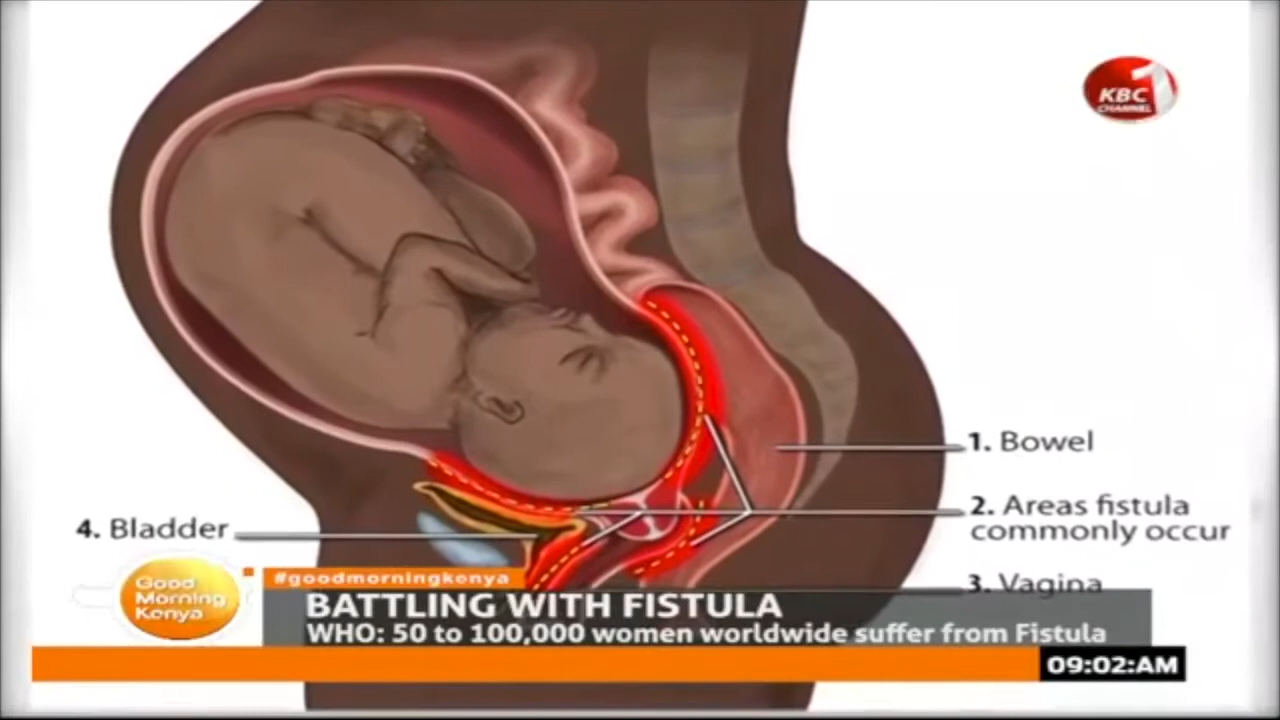 KBC 1
CHANNEL
1. Bowel
2. Areas fistula
commonly occur
3. Vagina
4. Bladder
Good
Morning
Kenya
#goodmorningkenya
BATTLING WITH FISTULA
WHO: 50 to 100,000 women worldwide suffer from Fistula
09:02:AM